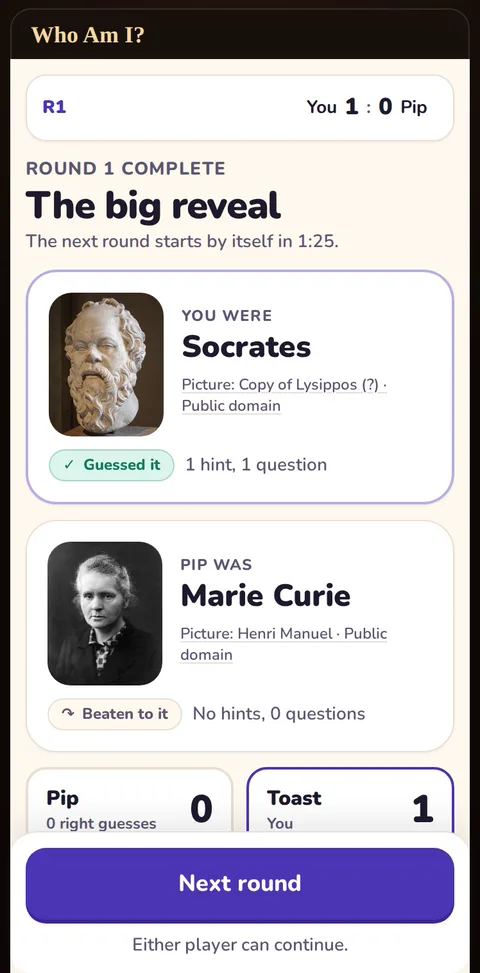 Who Am I?
R1
You 1 : 0 Pip
ROUND 1 COMPLETE
The big reveal
The next round starts by itself in 1:25.
YOU WERE
Socrates
Picture: Copy of Lysippos (?) ·
Public domain
✓ Guessed it
1 hint, 1 question
PIP WAS
Marie Curie
Picture: Henri Manuel · Public
domain
↷ Beaten to it
No hints, 0 questions
Pip
0 right guesses
0
Toast
You
1
Next round
Either player can continue.